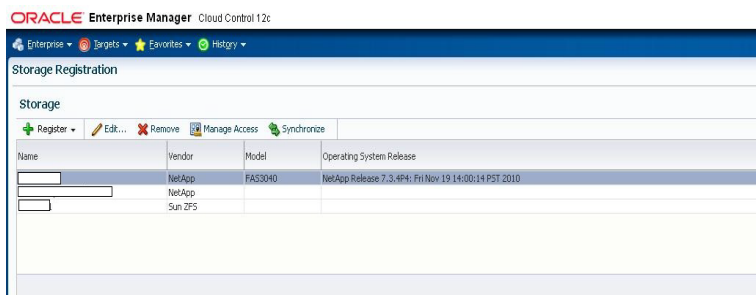 ORACLE Enterprise Manager Cloud Control 12c
Enterprise Targets Favorites History
Storage Registration
Storage
Register Edit... Remove Manage Access Synchronize
Name Vendor Model Operating System Release
NetApp FAS3040 NetApp Release 7.3.4P4: Fri Nov 19 14:00:14 PST 2010
NetApp
Sun ZFS